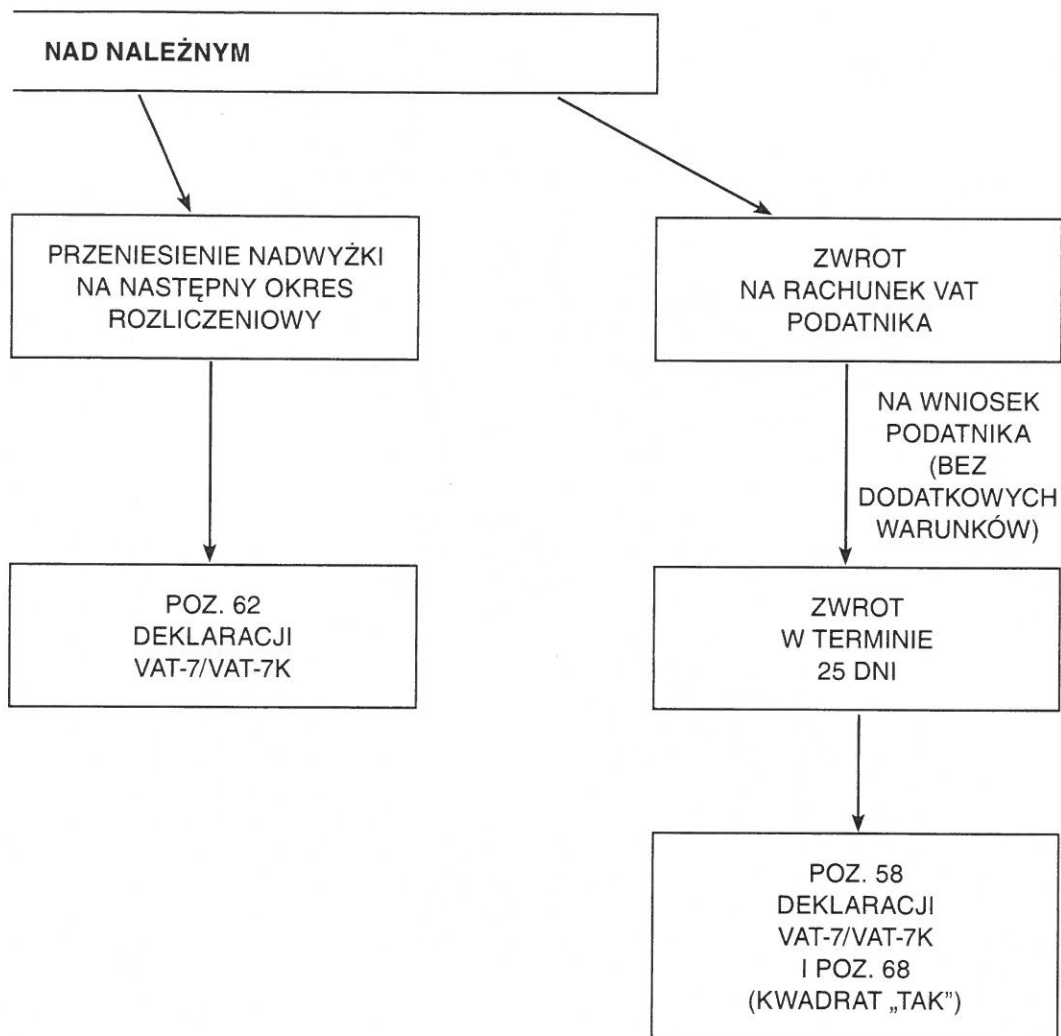 NAD NALEŻNYM
PRZENIESIENIE NADWYŻKI
NA NASTĘPNY OKRES
ROZLICZENIOWY
ZWROT
NA RACHUNEK VAT
PODATNIKA
NA WNIOSEK
PODATNIKA
(BEZ
DODATKOWYCH
WARUNKÓW)
POZ. 62
DEKLARACJI
VAT-7/VAT-7K
ZWROT
W TERMINIE
25 DNI
POZ. 58
DEKLARACJI
VAT-7/VAT-7K
I POZ. 68
(KWADRAT „TAK”)